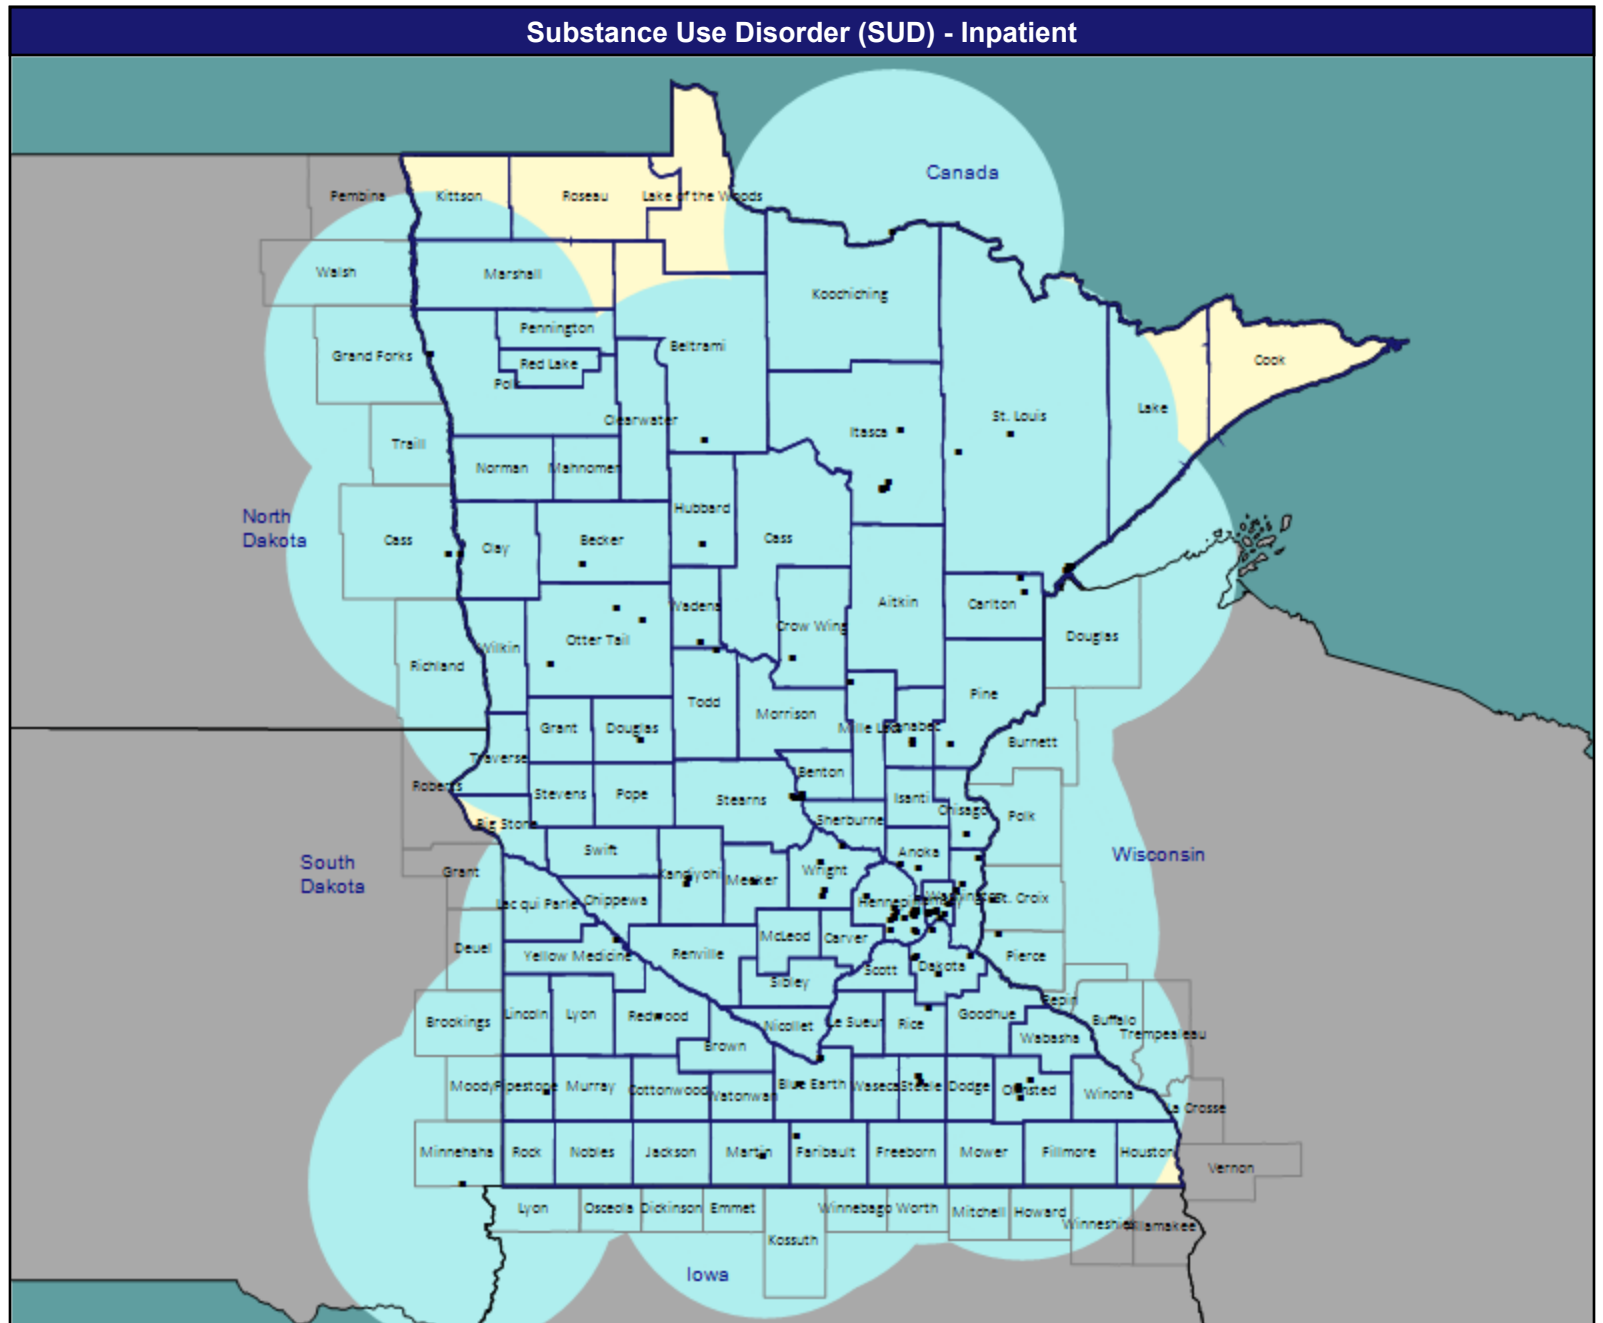 Substance Use Disorder (SUD) - Inpatient
Canada
Pembina
Kittson
Roseau
Lake of the Woods
Walsh
Marshall
Koochiching
Pennington
Grand Forks
Red Lake
Beltrami
Cook
Polk
Clearwater
Lake
St. Louis
Itasca
Traill
Norman
Mahnomen
Hubbard
North
Dakota
Cass
Clay
Becker
Cass
Wadena
Aitkin
Carlton
Crow Wing
Douglas
Wilkin
Otter Tail
Richland
Todd
Pine
Morrison
Grant
Douglas
Mille Lacs
Kanabec
Burnett
Traverse
Benton
Roberts
Stevens
Pope
Stearns
Isanti
Chisago
Polk
Big Stone
Sherburne
Swift
Anoka
Wisconsin
South
Dakota
Grant
Kandiyohi
Meeker
Wright
Lac qui Parle
Chippewa
Hennepin
Washington
St. Croix
Deuel
McLeod
Carver
Yellow Medicine
Renville
Scott
Dakota
Pierce
Sibley
Pepin
Brookings
Lincoln
Lyon
Redwood
Nicollet
Le Sueur
Rice
Goodhue
Buffalo
Trempealeau
Brown
Wabasha
Moody
Pipestone
Murray
Cottonwood
Watonwan
Blue Earth
Waseca
Steele
Dodge
Olmsted
Winona
La Crosse
Minnehaha
Rock
Nobles
Jackson
Martin
Faribault
Freeborn
Mower
Fillmore
Houston
Vernon
Lyon
Osceola
Dickinson
Emmet
Winnebago
Worth
Mitchell
Howard
Winneshiek
Allamakee
Kossuth
Iowa